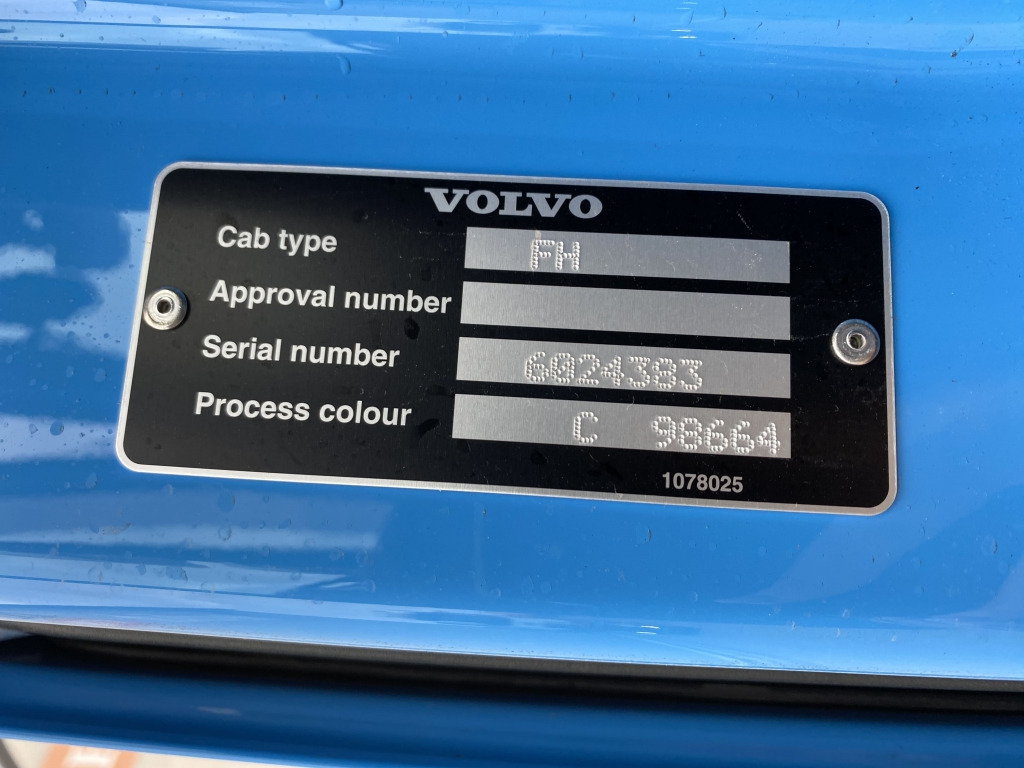 VOLVO
Cab type FH
Approval number
Serial number 6024383
Process colour C 98664
1078025